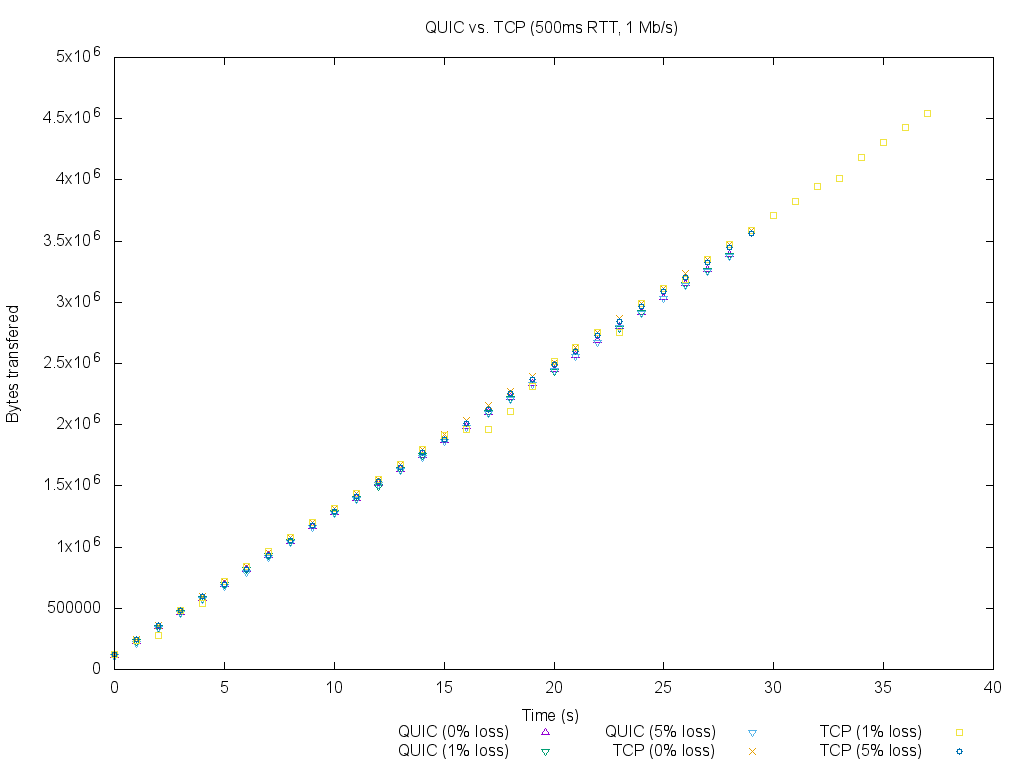 QUIC vs. TCP (500ms RTT, 1 Mb/s)
5x10^6
4.5x10^6
4x10^6
3.5x10^6
3x10^6
2.5x10^6
2x10^6
1.5x10^6
1x10^6
500000
0
Bytes transfered
0 5 10 15 20 25 30 35 40
Time (s)
QUIC (0% loss) QUIC (5% loss) TCP (1% loss)
QUIC (1% loss) TCP (0% loss) TCP (5% loss)